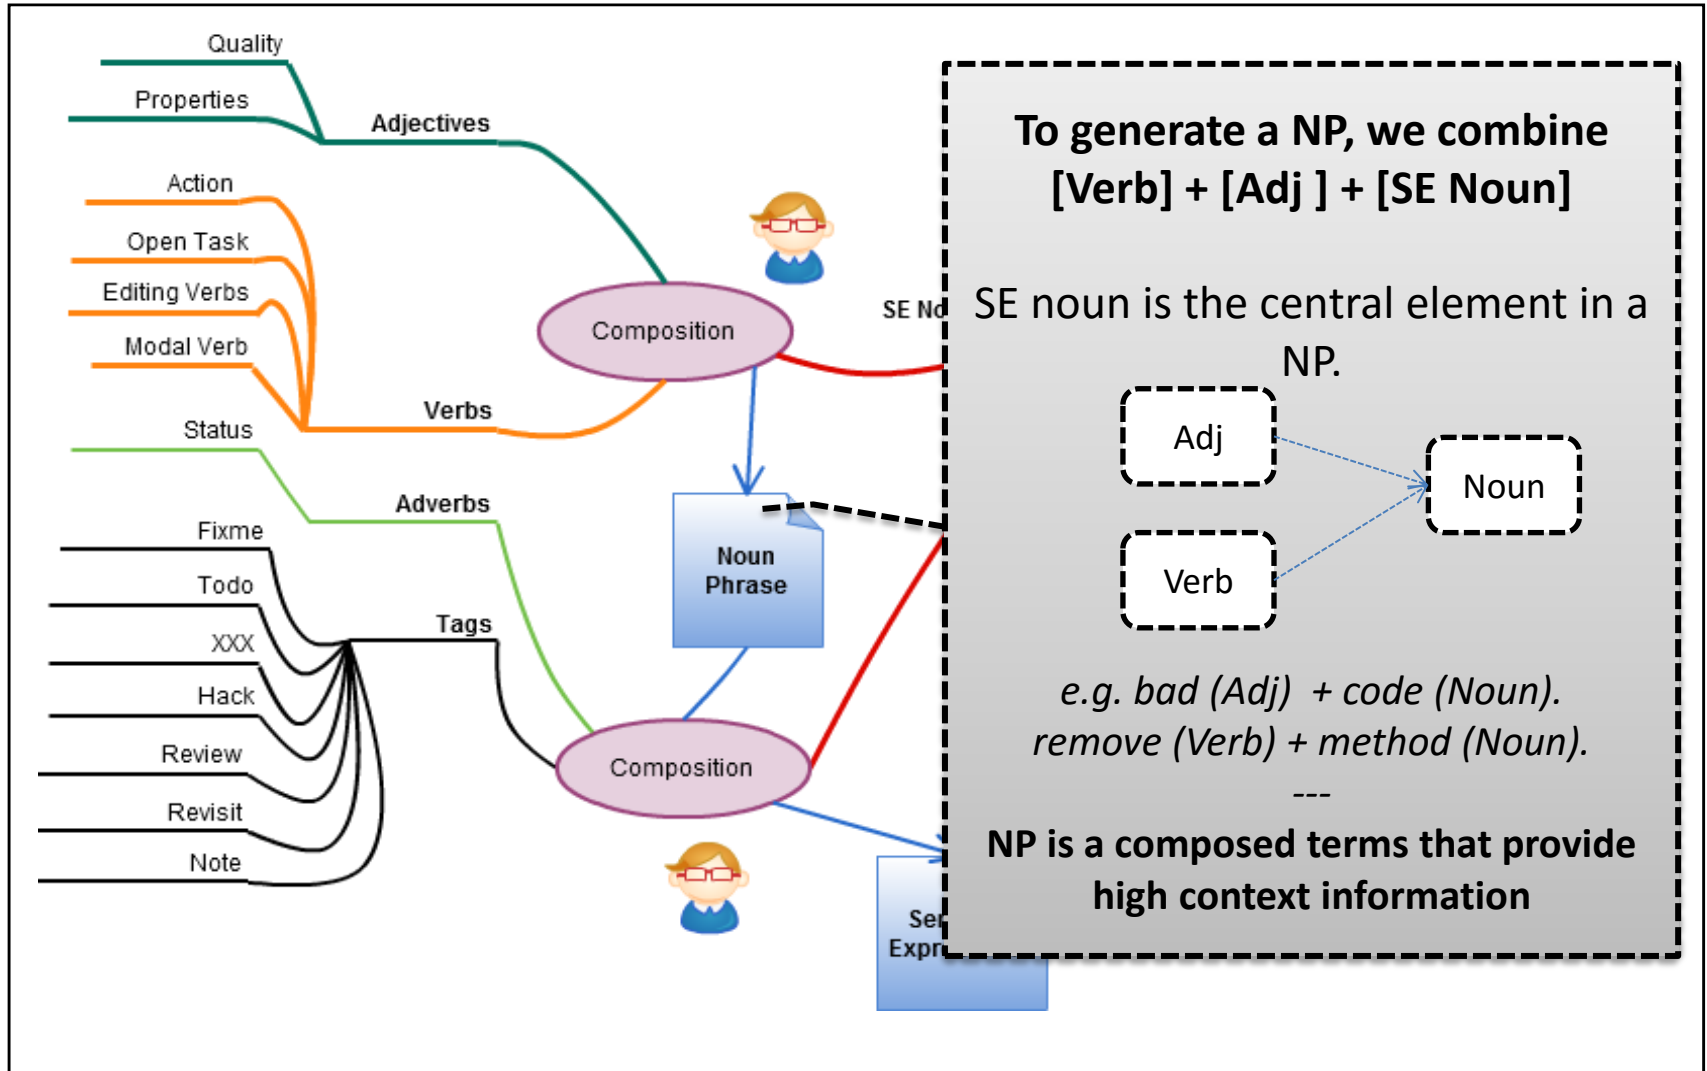 Quality
Properties
Adjectives
Action
Open Task
Editing Verbs
Modal Verb
Verbs
Status
Adverbs
Fixme
Todo
XXX
Hack
Review
Revisit
Note
Tags
Composition
SE
Noun
Phrase
Composition
To generate a NP, we combine
[Verb] + [Adj ] + [SE Noun]
SE noun is the central element in a
NP.
Adj
Noun
Verb
e.g. bad (Adj) + code (Noun).
remove (Verb) + method (Noun).
---
NP is a composed terms that provide
high context information